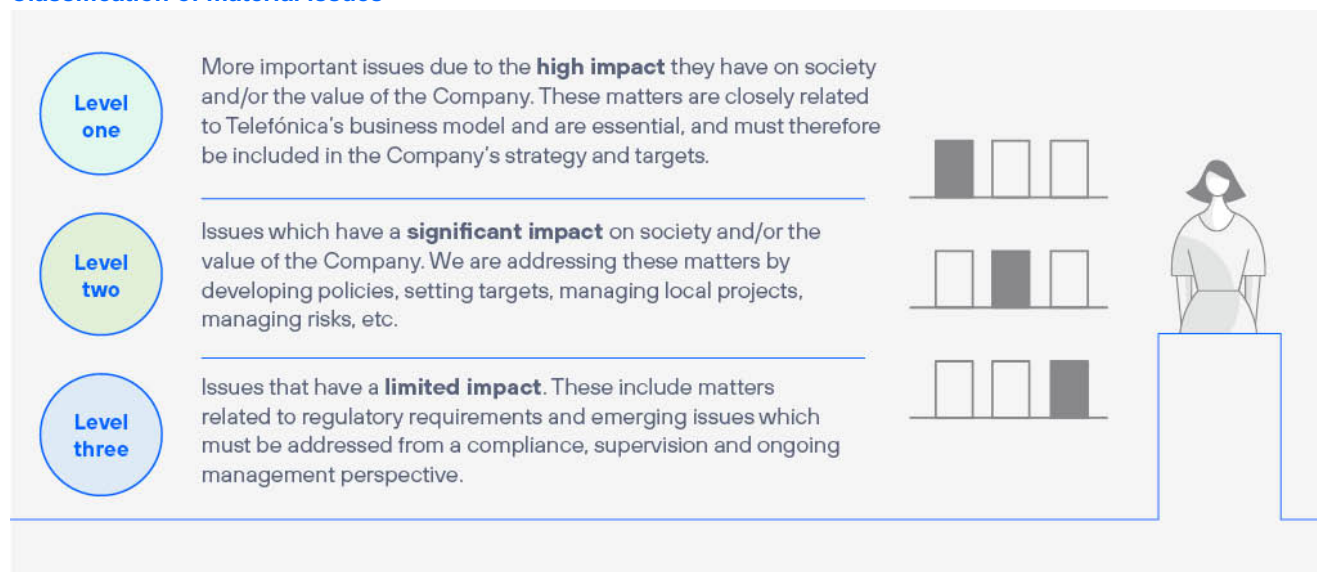 Classification of material issues
Level
one
More important issues due to the high impact they have on society
and/or the value of the Company. These matters are closely related
to Telefónica's business model and are essential, and must therefore
be included in the Company's strategy and targets.
Level
two
Issues which have a significant impact on society and/or the
value of the Company. We are addressing these matters by
developing policies, setting targets, managing local projects,
managing risks, etc.
Level
three
Issues that have a limited impact. These include matters
related to regulatory requirements and emerging issues which
must be addressed from a compliance, supervision and ongoing
management perspective.